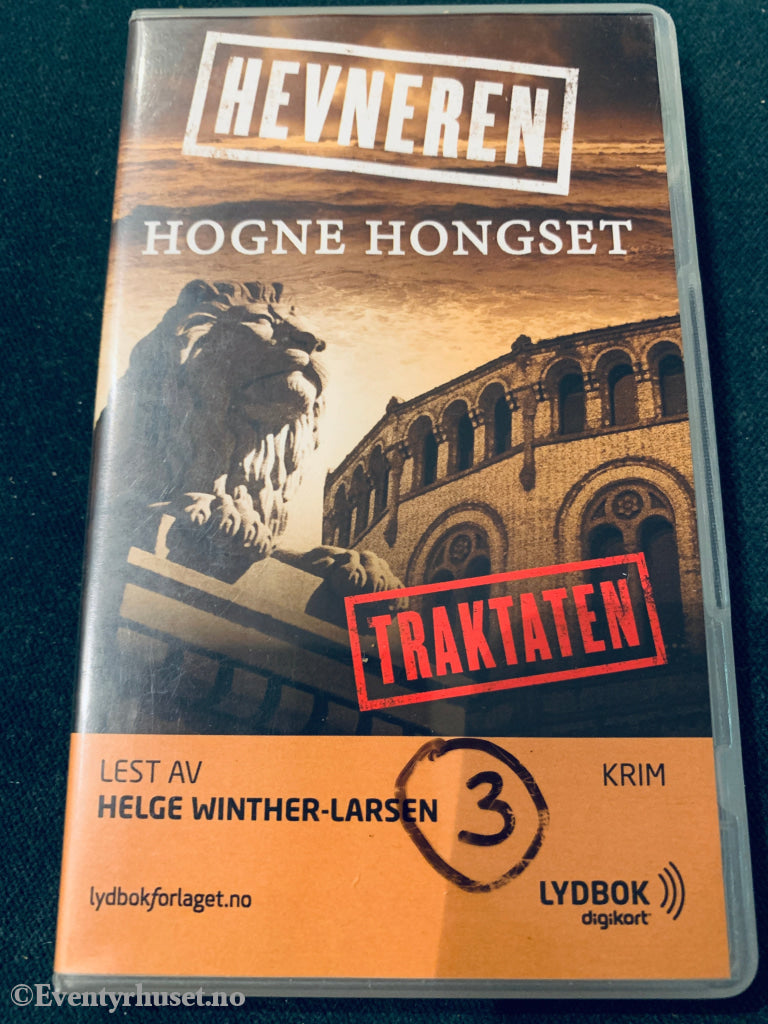 HEVNEREN
HOGNE HONGSET
TRAKTATEN
LEST AV
HELGE WINTHER-LARSEN
3
KRIM
lydbokforlaget.no
LYDBOK
digikort
©Eventyrhuset.no